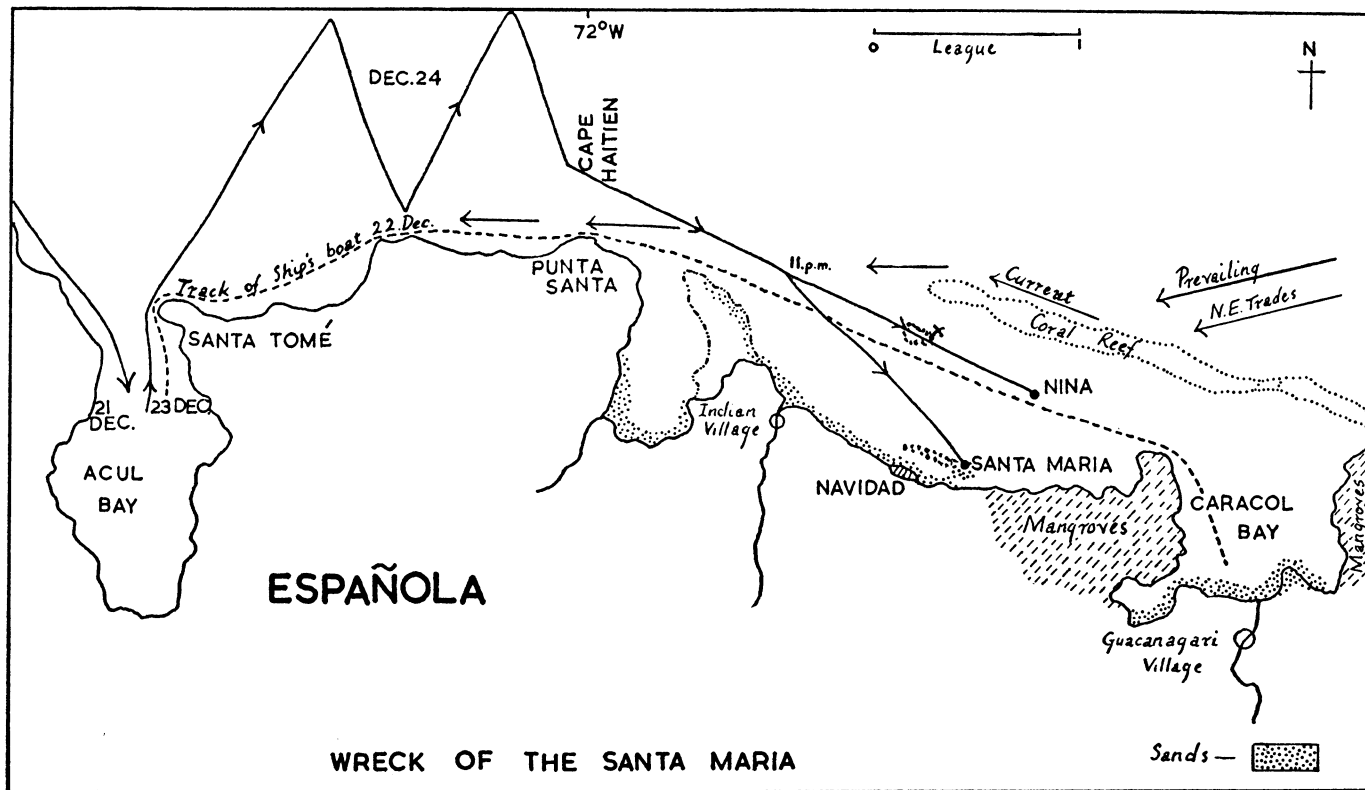 72°W
0 League 1
N
DEC. 24
CAPE
HAITIEN
Track of Ship's boat 22. Dec.
PUNTA
SANTA
11.p.m.
Current
Coral Reef
Prevailing
N.E. Trades
SANTA TOMÉ
21
DEC.
23 DEC.
NINA
Indian
Village
ACUL
BAY
SANTA MARIA
NAVIDAD
Mangroves
CARACOL
BAY
Mangroves
ESPAÑOLA
Guacanagari
Village
WRECK OF THE SANTA MARIA
Sands —